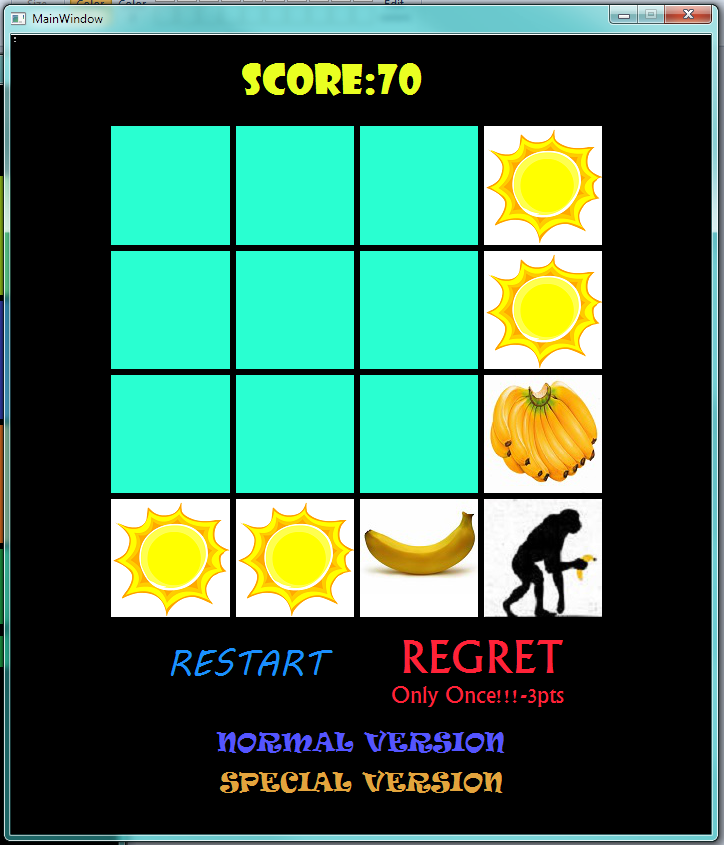 MainWindow
SCORE:70
RESTART
REGRET
Only Once!!!-3pts
NORMAL VERSION
SPECIAL VERSION